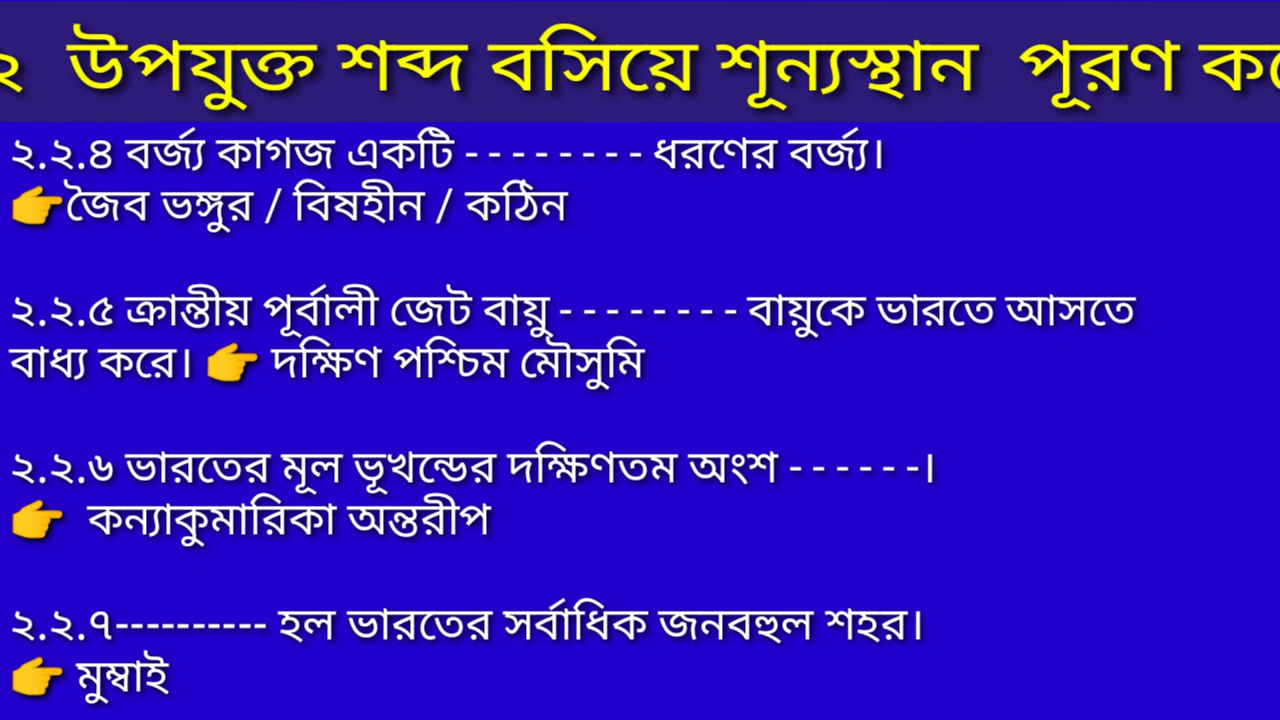 ২ উপযুক্ত শব্দ বসিয়ে শূন্যস্থান পূরণ
২.২.৪ বর্জ্য কাগজ একটি -------- ধরণের বর্জ্য।
👉জৈব ভঙ্গুর / বিষহীন / কঠিন
২.২.৫ ক্রান্তীয় পূর্বালী জেট বায়ু -------- বায়ুকে ভারতে আসতে
বাধ্য করে। 👉 দক্ষিণ পশ্চিম মৌসুমি
২.২.৬ ভারতের মূল ভূখন্ডের দক্ষিণতম অংশ ------।
👉 কন্যাকুমারিকা অন্তরীপ
২.২.৭---------- হল ভারতের সর্বাধিক জনবহুল শহর।
👉 মুম্বাই